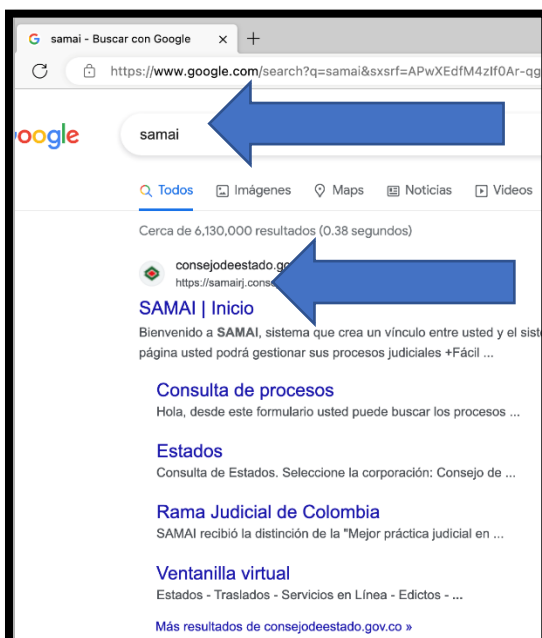 samai - Buscar con Google
https://www.google.com/search?q=samai&sxsrf=APwXEdfM4zIf0Ar-qg
oogle
samai
Todos Imágenes Maps Noticias Videos
Cerca de 6,130,000 resultados (0.38 segundos)
consejodeestado.go
https://samairj.conse
SAMAI | Inicio
Bienvenido a SAMAI, sistema que crea un vínculo entre usted y el sist
página usted podrá gestionar sus procesos judiciales +Fácil ...
Consulta de procesos
Hola, desde este formulario usted puede buscar los procesos ...
Estados
Consulta de Estados. Seleccione la corporación: Consejo de ...
Rama Judicial de Colombia
SAMAI recibió la distinción de la "Mejor práctica judicial en ...
Ventanilla virtual
Estados - Traslados - Servicios en Línea - Edictos - ...
Más resultados de consejodeestado.gov.co »